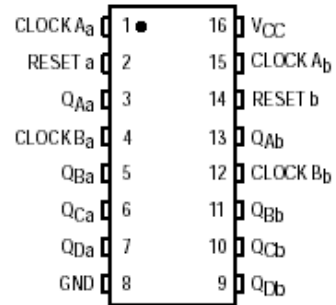 CLOCK Aa 1 16 VCC
RESET a 2 15 CLOCK Ab
QAa 3 14 RESET b
CLOCK Ba 4 13 QAb
QBa 5 12 CLOCK Bb
QCa 6 11 QBb
QDa 7 10 QCb
GND 8 9 QDb